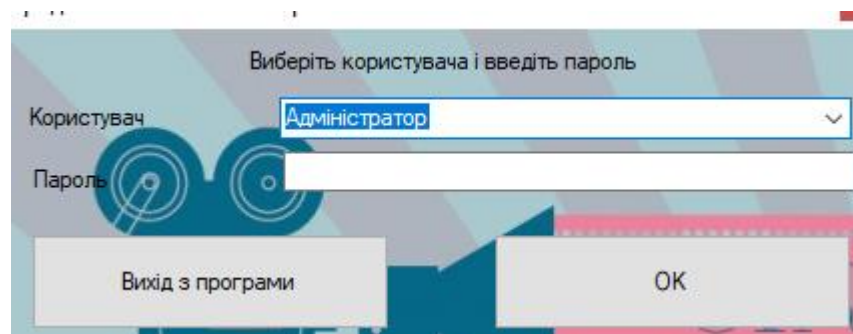 Виберіть користувача і введіть пароль
Користувач
Адміністратор
Пароль
Вихід з програми
OK